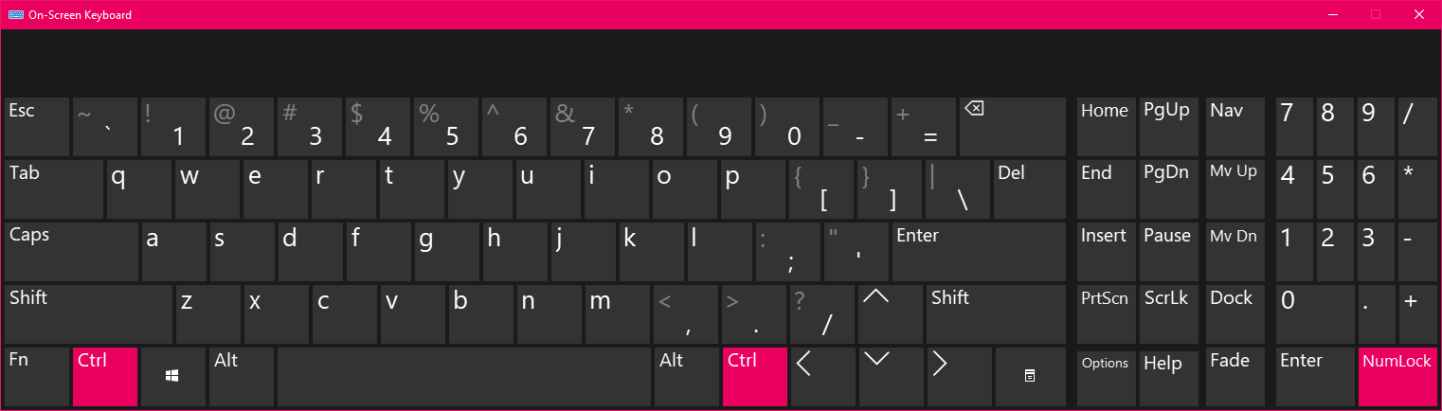 On-Screen Keyboard
Esc ~ ` ! 1 @ 2 # 3 $ 4 % 5 ^ 6 & 7 * 8 ( 9 ) 0 _ - + = Home PgUp Nav 7 8 9 /
Tab q w e r t y u i o p { [ } ] | \ Del End PgDn Mv Up 4 5 6 *
Caps a s d f g h j k l : ; " ' Enter Insert Pause Mv Dn 1 2 3 -
Shift z x c v b n m < , > . ? / Shift PrtScn ScrLk Dock 0 . +
Fn Ctrl Alt Alt Ctrl Options Help Fade Enter NumLock